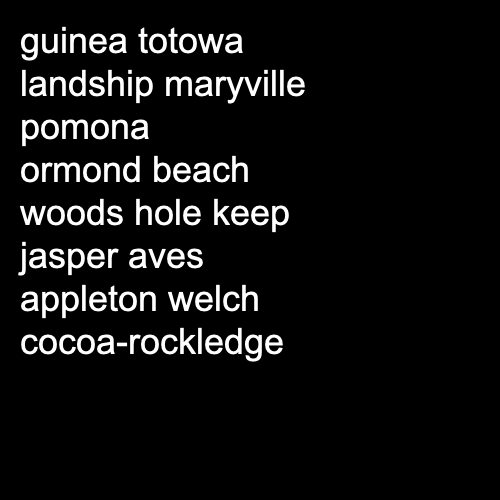 guinea totowa
landship maryville
pomona
ormond beach
woods hole keep
jasper aves
appleton welch
cocoa-rockledge